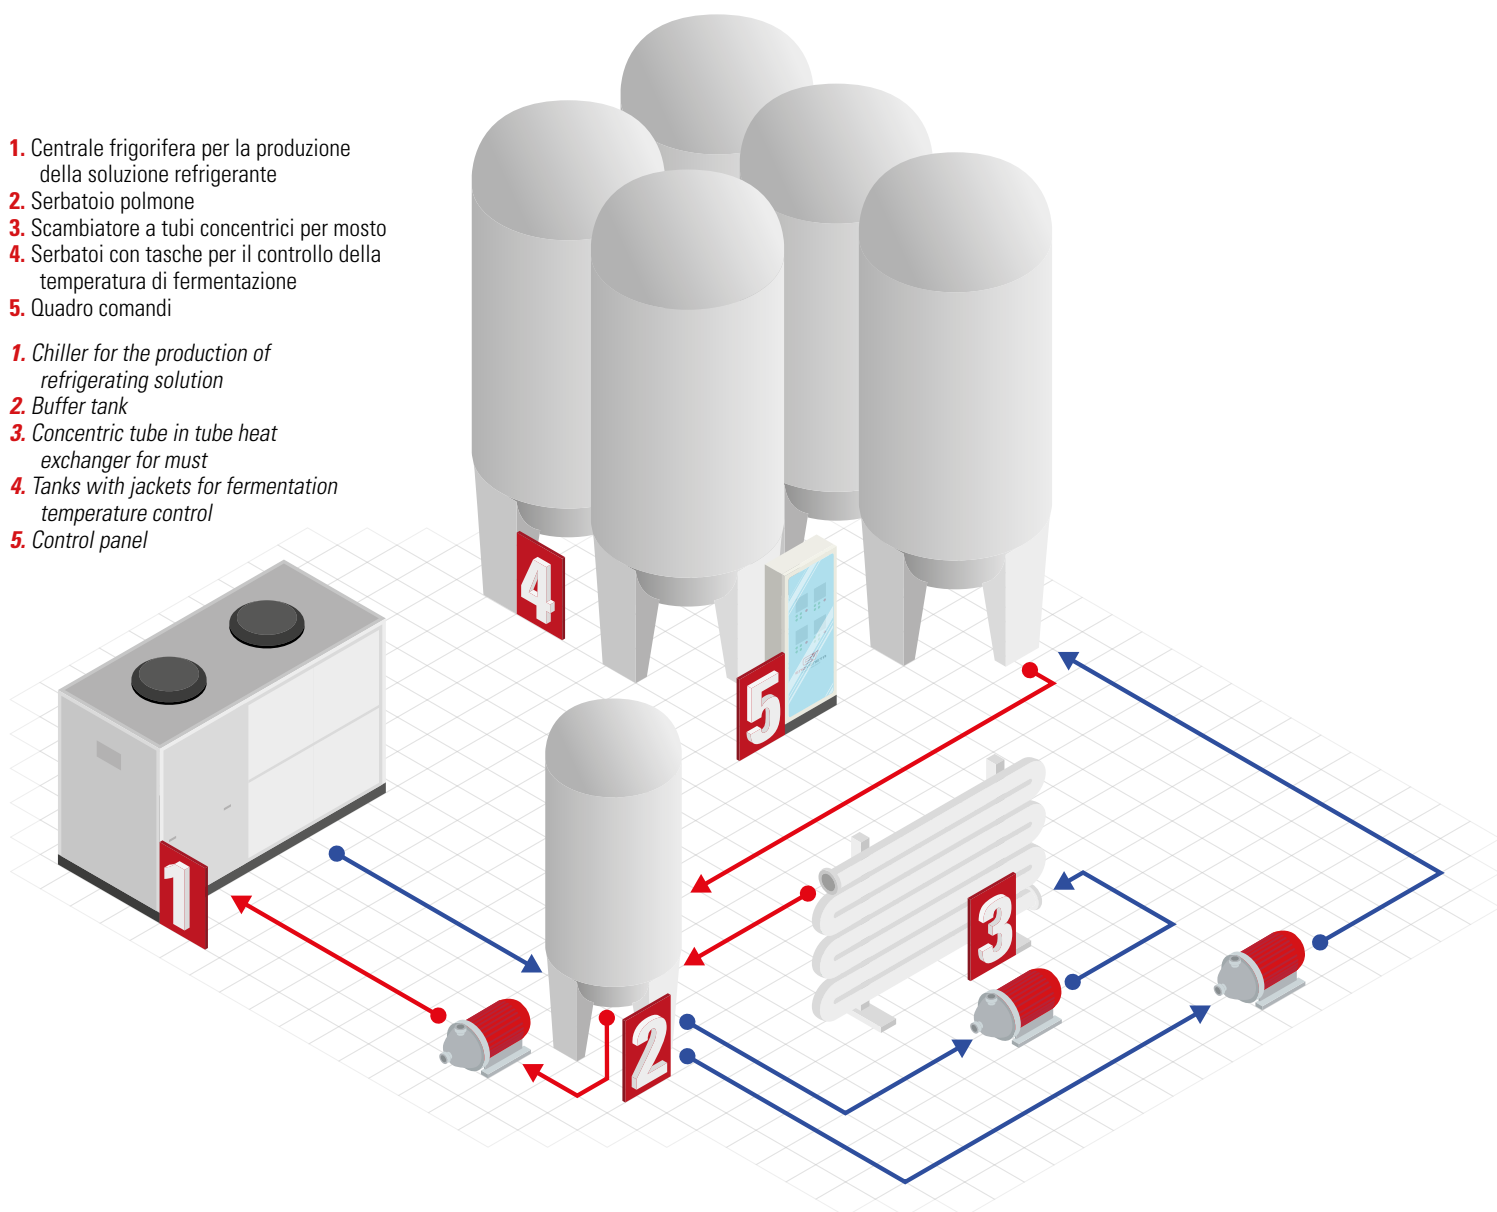 1. Centrale frigorifera per la produzione
della soluzione refrigerante
2. Serbatoio polmone
3. Scambiatore a tubi concentrici per mosto
4. Serbatoi con tasche per il controllo della
temperatura di fermentazione
5. Quadro comandi
1. Chiller for the production of
refrigerating solution
2. Buffer tank
3. Concentric tube in tube heat
exchanger for must
4. Tanks with jackets for fermentation
temperature control
5. Control panel
4
5
1
3
2